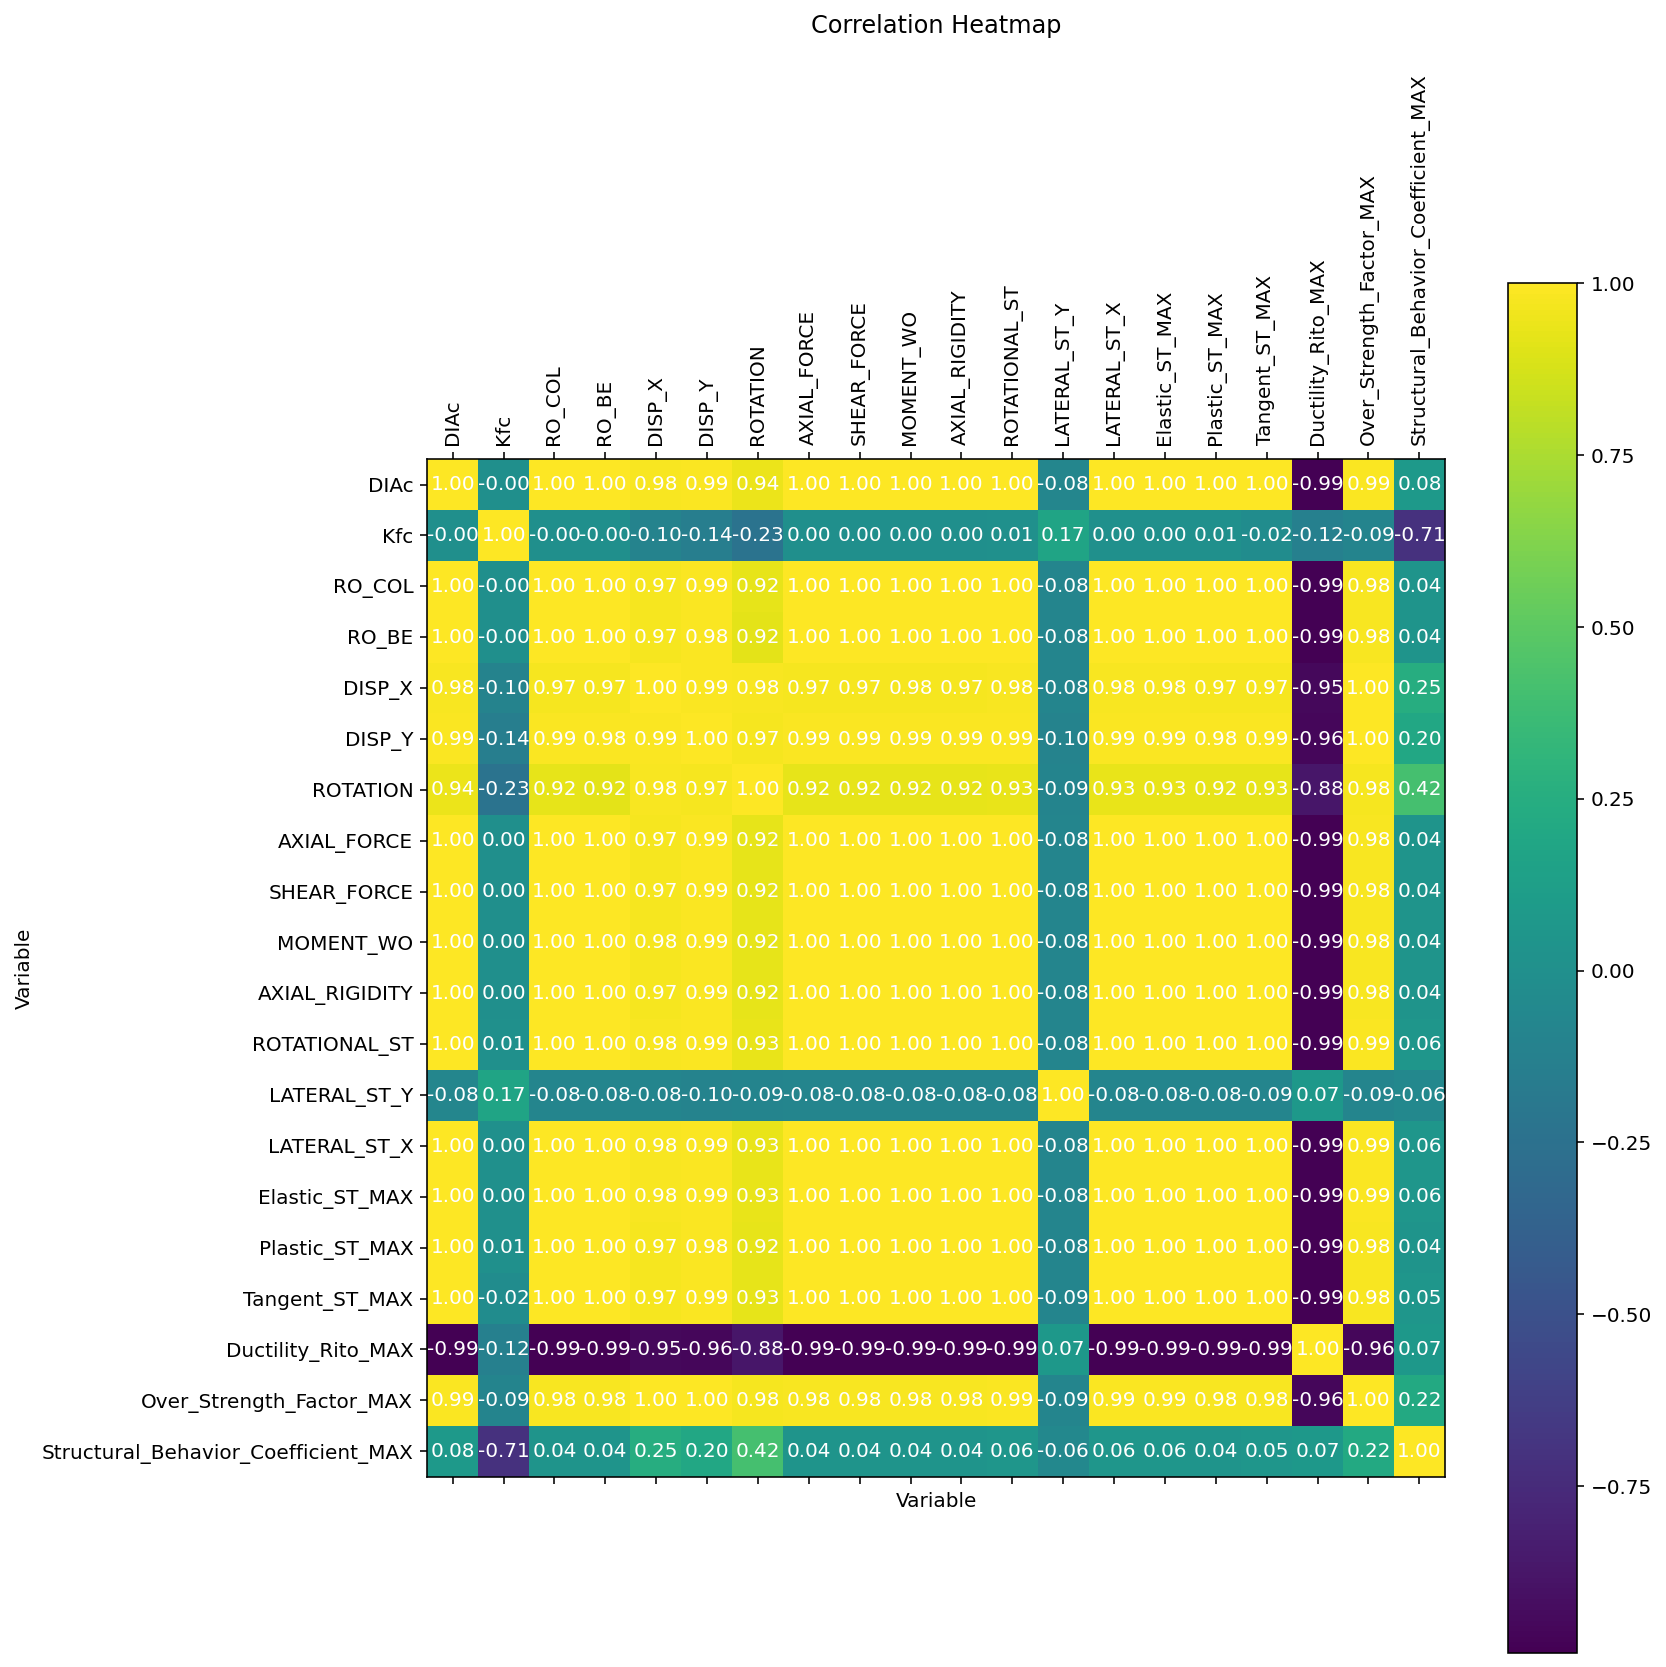 Correlation Heatmap
DIAc
Kfc
RO_COL
RO_BE
DISP_X
DISP_Y
ROTATION
AXIAL_FORCE
SHEAR_FORCE
MOMENT_WO
AXIAL_RIGIDITY
ROTATIONAL_ST
LATERAL_ST_Y
LATERAL_ST_X
Elastic_ST_MAX
Plastic_ST_MAX
Tangent_ST_MAX
Ductility_Rito_MAX
Over_Strength_Factor_MAX
Structural_Behavior_Coefficient_MAX
DIAc 1.00 -0.00 1.00 1.00 0.98 0.99 0.94 1.00 1.00 1.00 1.00 1.00 -0.08 1.00 1.00 1.00 1.00 -0.99 0.99 0.08
Kfc -0.00 1.00 -0.00 -0.00 -0.10 -0.14 -0.23 0.00 0.00 0.00 0.00 0.01 0.17 0.00 0.00 0.01 -0.02 -0.12 -0.09 -0.71
RO_COL 1.00 -0.00 1.00 1.00 0.97 0.99 0.92 1.00 1.00 1.00 1.00 1.00 -0.08 1.00 1.00 1.00 1.00 -0.99 0.98 0.04
RO_BE 1.00 -0.00 1.00 1.00 0.97 0.98 0.92 1.00 1.00 1.00 1.00 1.00 -0.08 1.00 1.00 1.00 1.00 -0.99 0.98 0.04
DISP_X 0.98 -0.10 0.97 0.97 1.00 0.99 0.98 0.97 0.97 0.98 0.97 0.98 -0.08 0.98 0.98 0.97 0.97 -0.95 1.00 0.25
DISP_Y 0.99 -0.14 0.99 0.98 0.99 1.00 0.97 0.99 0.99 0.99 0.99 0.99 -0.10 0.99 0.99 0.98 0.99 -0.96 1.00 0.20
ROTATION 0.94 -0.23 0.92 0.92 0.98 0.97 1.00 0.92 0.92 0.92 0.92 0.93 -0.09 0.93 0.93 0.92 0.93 -0.88 0.98 0.42
AXIAL_FORCE 1.00 0.00 1.00 1.00 0.97 0.99 0.92 1.00 1.00 1.00 1.00 1.00 -0.08 1.00 1.00 1.00 1.00 -0.99 0.98 0.04
SHEAR_FORCE 1.00 0.00 1.00 1.00 0.97 0.99 0.92 1.00 1.00 1.00 1.00 1.00 -0.08 1.00 1.00 1.00 1.00 -0.99 0.98 0.04
MOMENT_WO 1.00 0.00 1.00 1.00 0.98 0.99 0.92 1.00 1.00 1.00 1.00 1.00 -0.08 1.00 1.00 1.00 1.00 -0.99 0.98 0.04
AXIAL_RIGIDITY 1.00 0.00 1.00 1.00 0.97 0.99 0.92 1.00 1.00 1.00 1.00 1.00 -0.08 1.00 1.00 1.00 1.00 -0.99 0.98 0.04
ROTATIONAL_ST 1.00 0.01 1.00 1.00 0.98 0.99 0.93 1.00 1.00 1.00 1.00 1.00 -0.08 1.00 1.00 1.00 1.00 -0.99 0.99 0.06
LATERAL_ST_Y -0.08 0.17 -0.08 -0.08 -0.08 -0.10 -0.09 -0.08 -0.08 -0.08 -0.08 -0.08 1.00 -0.08 -0.08 -0.08 -0.09 0.07 -0.09 -0.06
LATERAL_ST_X 1.00 0.00 1.00 1.00 0.98 0.99 0.93 1.00 1.00 1.00 1.00 1.00 -0.08 1.00 1.00 1.00 1.00 -0.99 0.99 0.06
Elastic_ST_MAX 1.00 0.00 1.00 1.00 0.98 0.99 0.93 1.00 1.00 1.00 1.00 1.00 -0.08 1.00 1.00 1.00 1.00 -0.99 0.99 0.06
Plastic_ST_MAX 1.00 0.01 1.00 1.00 0.97 0.98 0.92 1.00 1.00 1.00 1.00 1.00 -0.08 1.00 1.00 1.00 1.00 -0.99 0.98 0.04
Tangent_ST_MAX 1.00 -0.02 1.00 1.00 0.97 0.99 0.93 1.00 1.00 1.00 1.00 1.00 -0.09 1.00 1.00 1.00 1.00 -0.99 0.98 0.05
Ductility_Rito_MAX -0.99 -0.12 -0.99 -0.99 -0.95 -0.96 -0.88 -0.99 -0.99 -0.99 -0.99 -0.99 0.07 -0.99 -0.99 -0.99 -0.99 1.00 -0.96 0.07
Over_Strength_Factor_MAX 0.99 -0.09 0.98 0.98 1.00 1.00 0.98 0.98 0.98 0.98 0.98 0.99 -0.09 0.99 0.99 0.98 0.98 -0.96 1.00 0.22
Structural_Behavior_Coefficient_MAX 0.08 -0.71 0.04 0.04 0.25 0.20 0.42 0.04 0.04 0.04 0.04 0.06 -0.06 0.06 0.06 0.04 0.05 0.07 0.22 1.00
Variable
Variable
1.00
0.75
0.50
0.25
0.00
−0.25
−0.50
−0.75